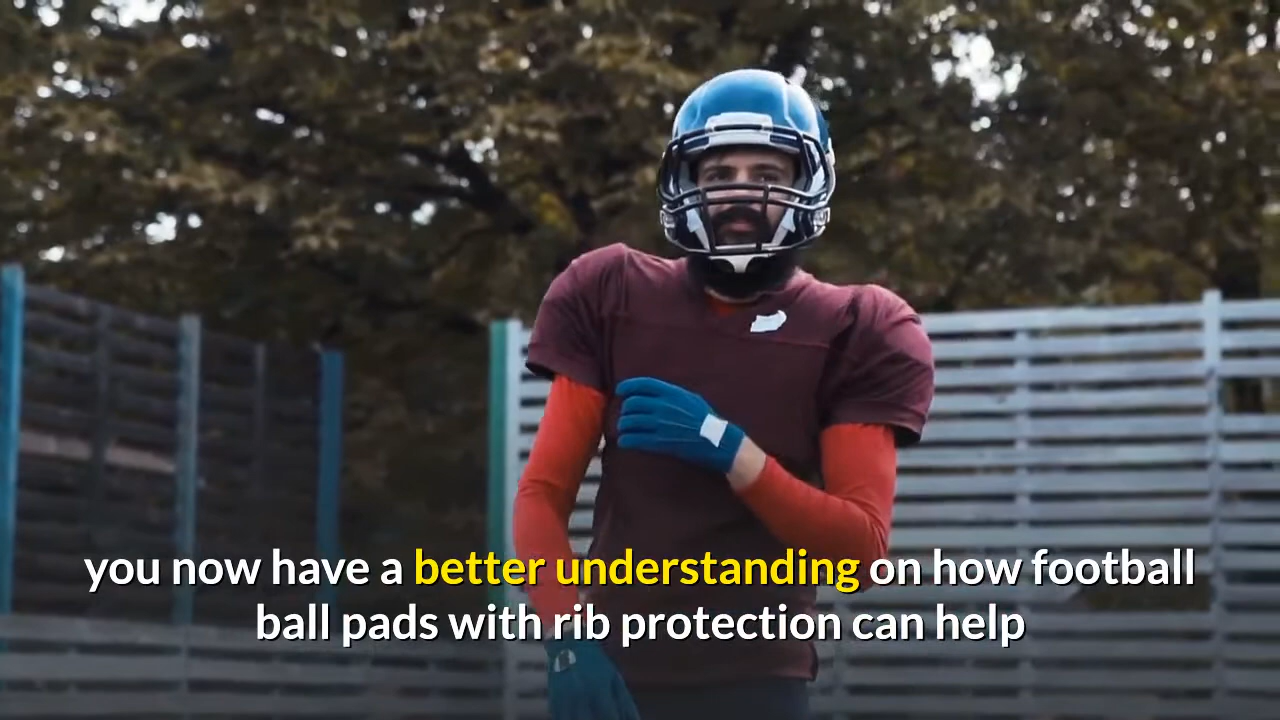 you now have a better understanding on how football
ball pads with rib protection can help